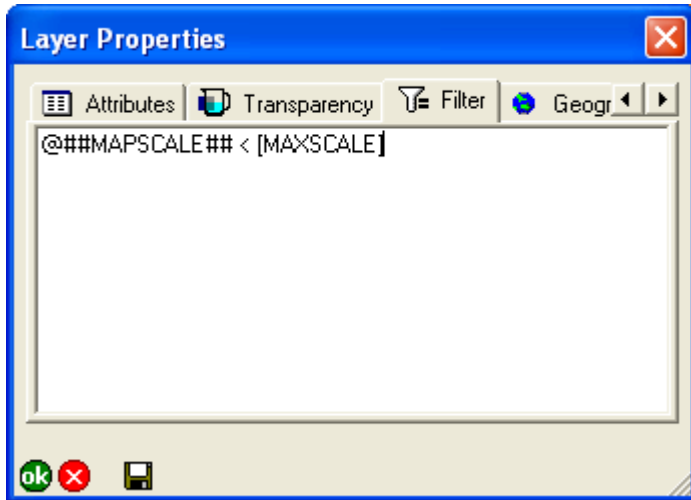 Layer Properties
Attributes Transparency Filter Geogr
@##MAPSCALE## < [MAXSCALE]
ok